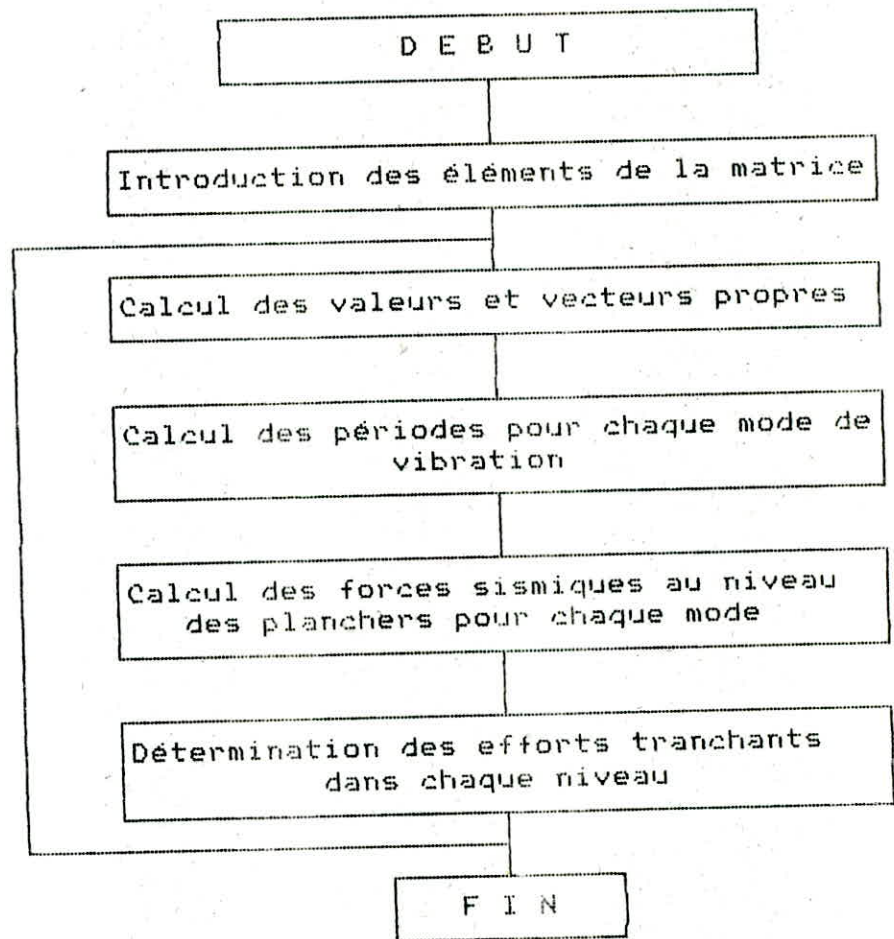 D E B U T
Introduction des éléments de la matrice
Calcul des valeurs et vecteurs propres
Calcul des périodes pour chaque mode de
vibration
Calcul des forces sismiques au niveau
des planchers pour chaque mode
Détermination des efforts tranchants
dans chaque niveau
F I N